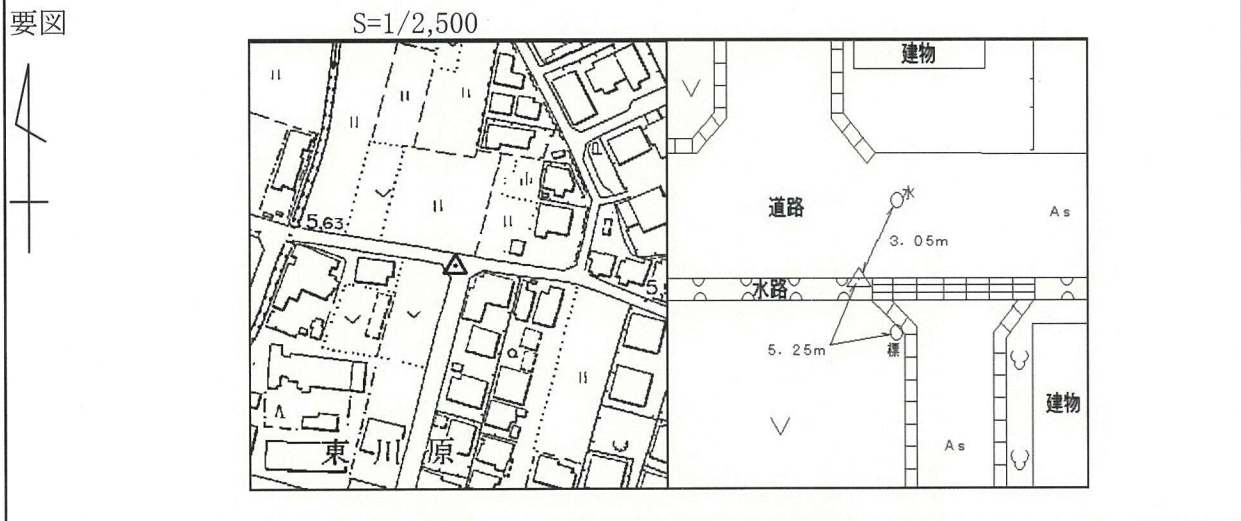 要図
S=1/2,500
5.63
東川原
建物
水
道路
As
3.05m
水路
5.25m
標
建物
As